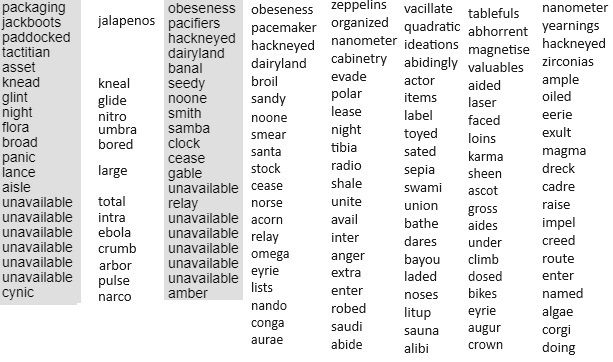 packaging
jackboots
paddocked
tactitian
asset
knead
glint
night
flora
broad
panic
lance
aisle
unavailable
unavailable
unavailable
unavailable
unavailable
unavailable
cynic
jalapenos
kneal
glide
nitro
umbra
bored
large
total
intra
ebola
crumb
arbor
pulse
narco
obeseness
pacifiers
hackneyed
dairyland
banal
seedy
noone
smith
samba
clock
cease
gable
unavailable
relay
unavailable
unavailable
unavailable
unavailable
unavailable
amber
obeseness
pacemaker
hackneyed
dairyland
broil
sandy
noone
smear
santa
stock
cease
norse
acorn
relay
omega
eyrie
lists
nando
conga
aurae
zeppelins
organized
nanometer
cabinetry
evade
polar
lease
night
tibia
radio
shale
unite
avail
inter
anger
extra
enter
robed
saudi
abide
vacillate
quadratic
ideations
abidingly
actor
items
label
toyed
sated
sepia
swami
union
bathe
dares
bayou
laded
noses
litup
sauna
alibi
tablefuls
abhorrent
magnetise
valuables
aided
laser
faced
loins
karma
sheen
ascot
gross
aides
under
climb
dosed
bikes
eyrie
augur
crown
nanometer
yearnings
hackneyed
zirconias
ample
oiled
eerie
exult
magma
dreck
cadre
raise
impel
creed
route
enter
named
algae
corgi
doing